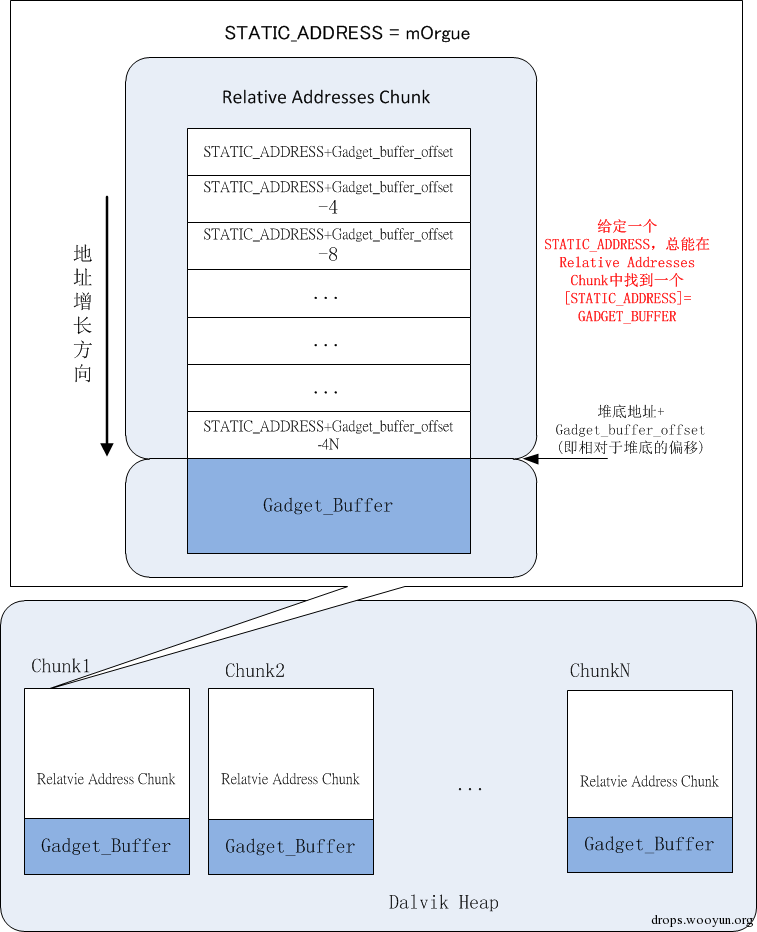 STATIC_ADDRESS = mOrgue
Relative Addresses Chunk
STATIC_ADDRESS+Gadget_buffer_offset
STATIC_ADDRESS+Gadget_buffer_offset
-4
STATIC_ADDRESS+Gadget_buffer_offset
-8
...
...
...
STATIC_ADDRESS+Gadget_buffer_offset
-4N
Gadget_Buffer
地址增长方向
给定一个
STATIC_ADDRESS，总能在
Relative Addresses
Chunk中找到一个
[STATIC_ADDRESS]=
GADGET_BUFFER
堆底地址+
Gadget_buffer_offset
(即相对于堆底的偏移)
Chunk1
Relatvie Address Chunk
Gadget_Buffer
Chunk2
Relatvie Address Chunk
Gadget_Buffer
...
ChunkN
Relatvie Address Chunk
Gadget_Buffer
Dalvik Heap
drops.wooyun.org